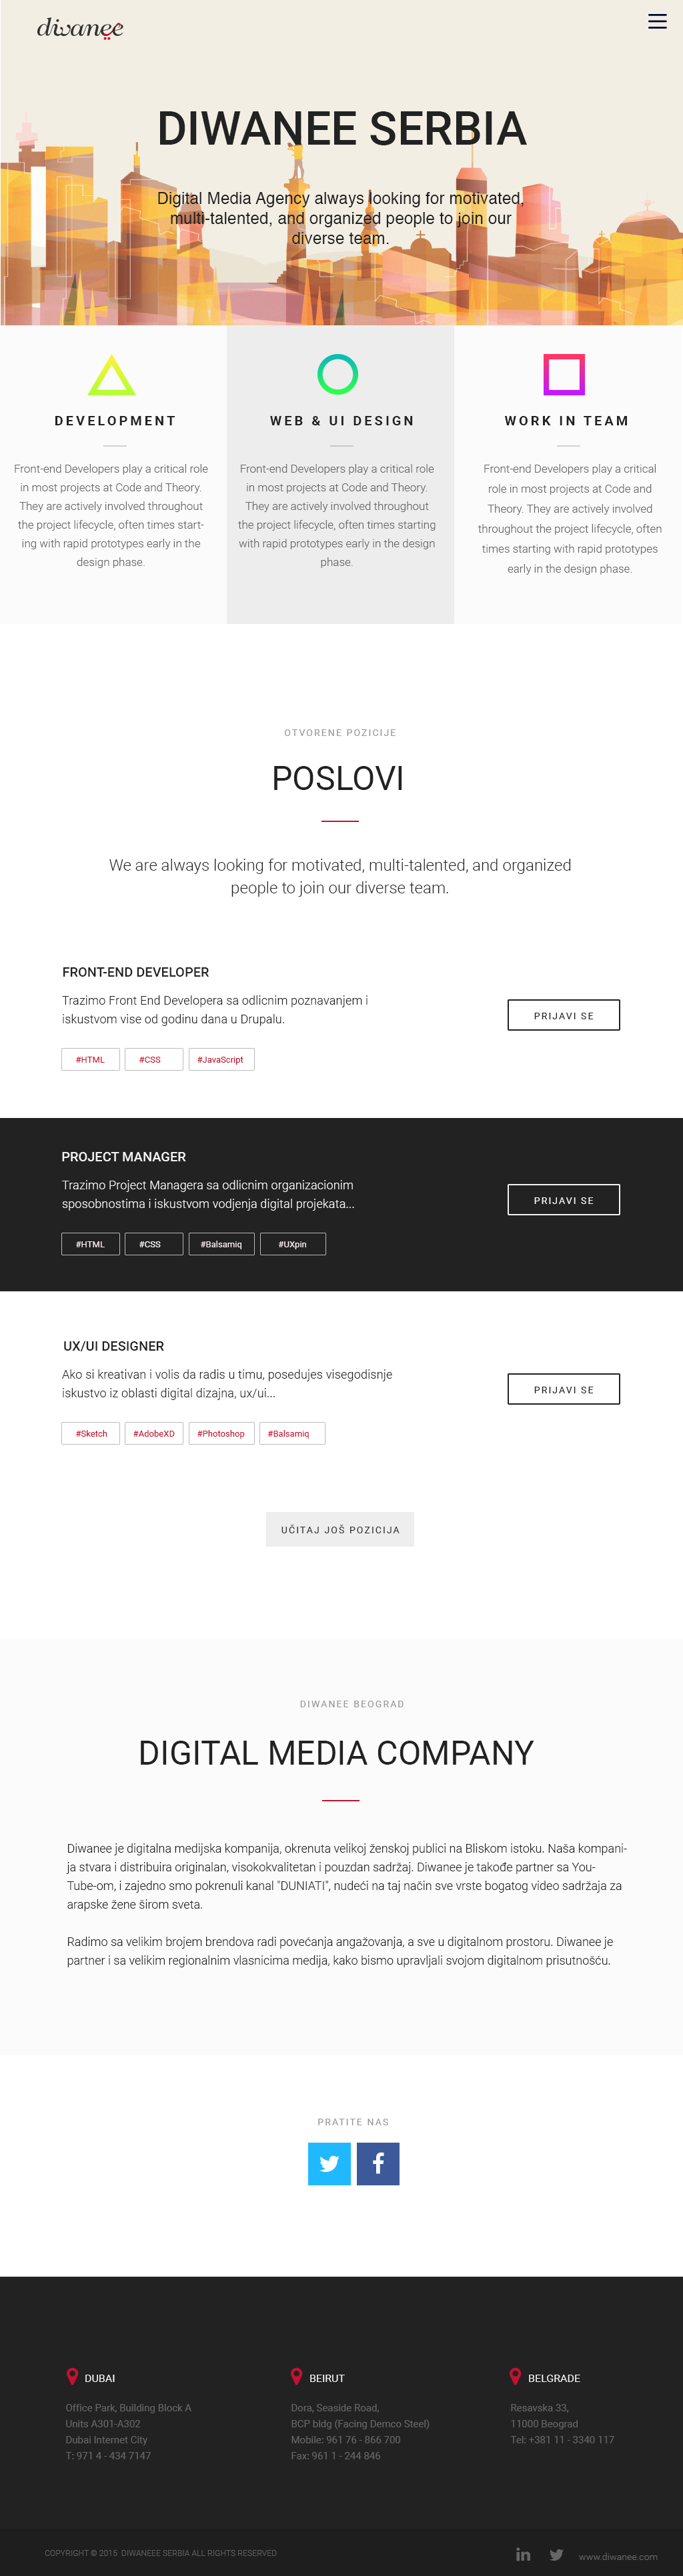 diwanee
DIWANEE SERBIA
Digital Media Agency always looking for motivated,
multi-talented, and organized people to join our
diverse team.
DEVELOPMENT
Front-end Developers play a critical role
in most projects at Code and Theory.
They are actively involved throughout
the project lifecycle, often times start-
ing with rapid prototypes early in the
design phase.
WEB & UI DESIGN
Front-end Developers play a critical role
in most projects at Code and Theory.
They are actively involved throughout
the project lifecycle, often times starting
with rapid prototypes early in the design
phase.
WORK IN TEAM
Front-end Developers play a critical
role in most projects at Code and
Theory. They are actively involved
throughout the project lifecycle, often
times starting with rapid prototypes
early in the design phase.
OTVORENE POZICIJE
POSLOVI
We are always looking for motivated, multi-talented, and organized
people to join our diverse team.
FRONT-END DEVELOPER
Trazimo Front End Developera sa odlicnim poznavanjem i
iskustvom vise od godinu dana u Drupalu.
PRIJAVI SE
#HTML #CSS #JavaScript
PROJECT MANAGER
Trazimo Project Managera sa odlicnim organizacionim
sposobnostima i iskustvom vodjenja digital projekata...
PRIJAVI SE
#HTML #CSS #Balsamiq #UXpin
UX/UI DESIGNER
Ako si kreativan i volis da radis u timu, posedujes visegodisnje
iskustvo iz oblasti digital dizajna, ux/ui...
PRIJAVI SE
#Sketch #AdobeXD #Photoshop #Balsamiq
UČITAJ JOŠ POZICIJA
DIWANEE BEOGRAD
DIGITAL MEDIA COMPANY
Diwanee je digitalna medijska kompanija, okrenuta velikoj ženskoj publici na Bliskom istoku. Naša kompani-
ja stvara i distribuira originalan, visokokvalitetan i pouzdan sadržaj. Diwanee je takođe partner sa You-
Tube-om, i zajedno smo pokrenuli kanal "DUNIATI", nudeći na taj način sve vrste bogatog video sadržaja za
arapske žene širom sveta.
Radimo sa velikim brojem brendova radi povećanja angažovanja, a sve u digitalnom prostoru. Diwanee je
partner i sa velikim regionalnim vlasnicima medija, kako bismo upravljali svojom digitalnom prisutnošću.
PRATITE NAS
DUBAI
Office Park, Building Block A
Units A301-A302
Dubai Internet City
T: 971 4 - 434 7147
BEIRUT
Dora, Seaside Road,
BCP bldg (Facing Demco Steel)
Mobile: 961 76 - 866 700
Fax: 961 1 - 244 846
BELGRADE
Resavska 33,
11000 Beograd
Tel: +381 11 - 3340 117
COPYRIGHT © 2015 DIWANEEE SERBIA ALL RIGHTS RESERVED
www.diwanee.com